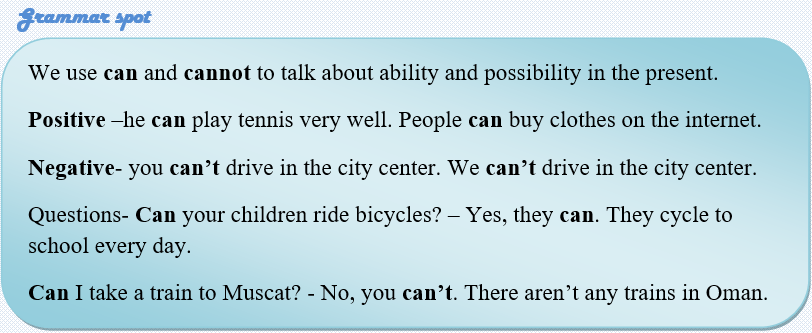 Grammar spot
We use can and cannot to talk about ability and possibility in the present.
Positive –he can play tennis very well. People can buy clothes on the internet.
Negative- you can’t drive in the city center. We can’t drive in the city center.
Questions- Can your children ride bicycles? – Yes, they can. They cycle to
school every day.
Can I take a train to Muscat? - No, you can’t. There aren’t any trains in Oman.